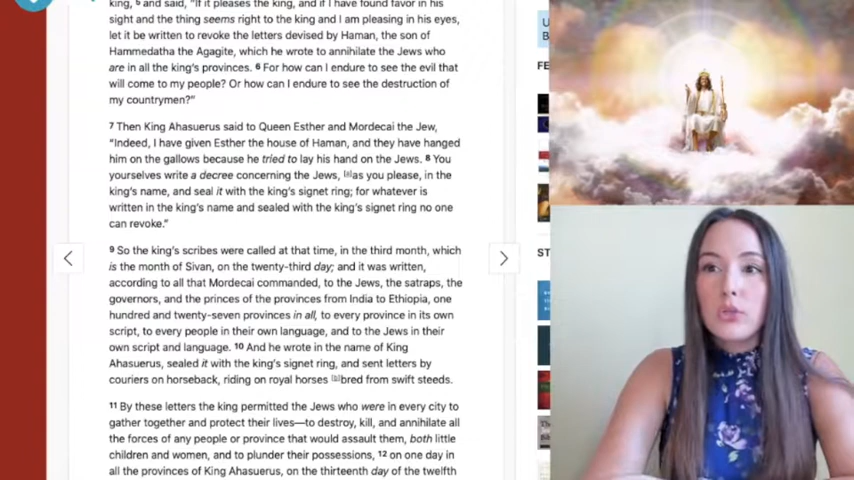 king, 5 and said, "If it pleases the king, and if I have found favor in his
sight and the thing seems right to the king and I am pleasing in his eyes,
let it be written to revoke the letters devised by Haman, the son of
Hammedatha the Agagite, which he wrote to annihilate the Jews who
are in all the king's provinces. 6 For how can I endure to see the evil that
will come to my people? Or how can I endure to see the destruction of
my countrymen?"
7 Then King Ahasuerus said to Queen Esther and Mordecai the Jew,
"Indeed, I have given Esther the house of Haman, and they have hanged
him on the gallows because he tried to lay his hand on the Jews. 8 You
yourselves write a decree concerning the Jews, [a]as you please, in the
king's name, and seal it with the king's signet ring; for whatever is
written in the king's name and sealed with the king's signet ring no one
can revoke."
9 So the king's scribes were called at that time, in the third month, which
is the month of Sivan, on the twenty-third day; and it was written,
according to all that Mordecai commanded, to the Jews, the satraps, the
governors, and the princes of the provinces from India to Ethiopia, one
hundred and twenty-seven provinces in all, to every province in its own
script, to every people in their own language, and to the Jews in their
own script and language. 10 And he wrote in the name of King
Ahasuerus, sealed it with the king's signet ring, and sent letters by
couriers on horseback, riding on royal horses [b]bred from swift steeds.
11 By these letters the king permitted the Jews who were in every city to
gather together and protect their lives—to destroy, kill, and annihilate all
the forces of any people or province that would assault them, both little
children and women, and to plunder their possessions, 12 on one day in
all the provinces of King Ahasuerus, on the thirteenth day of the twelfth
U
B
FE
ST